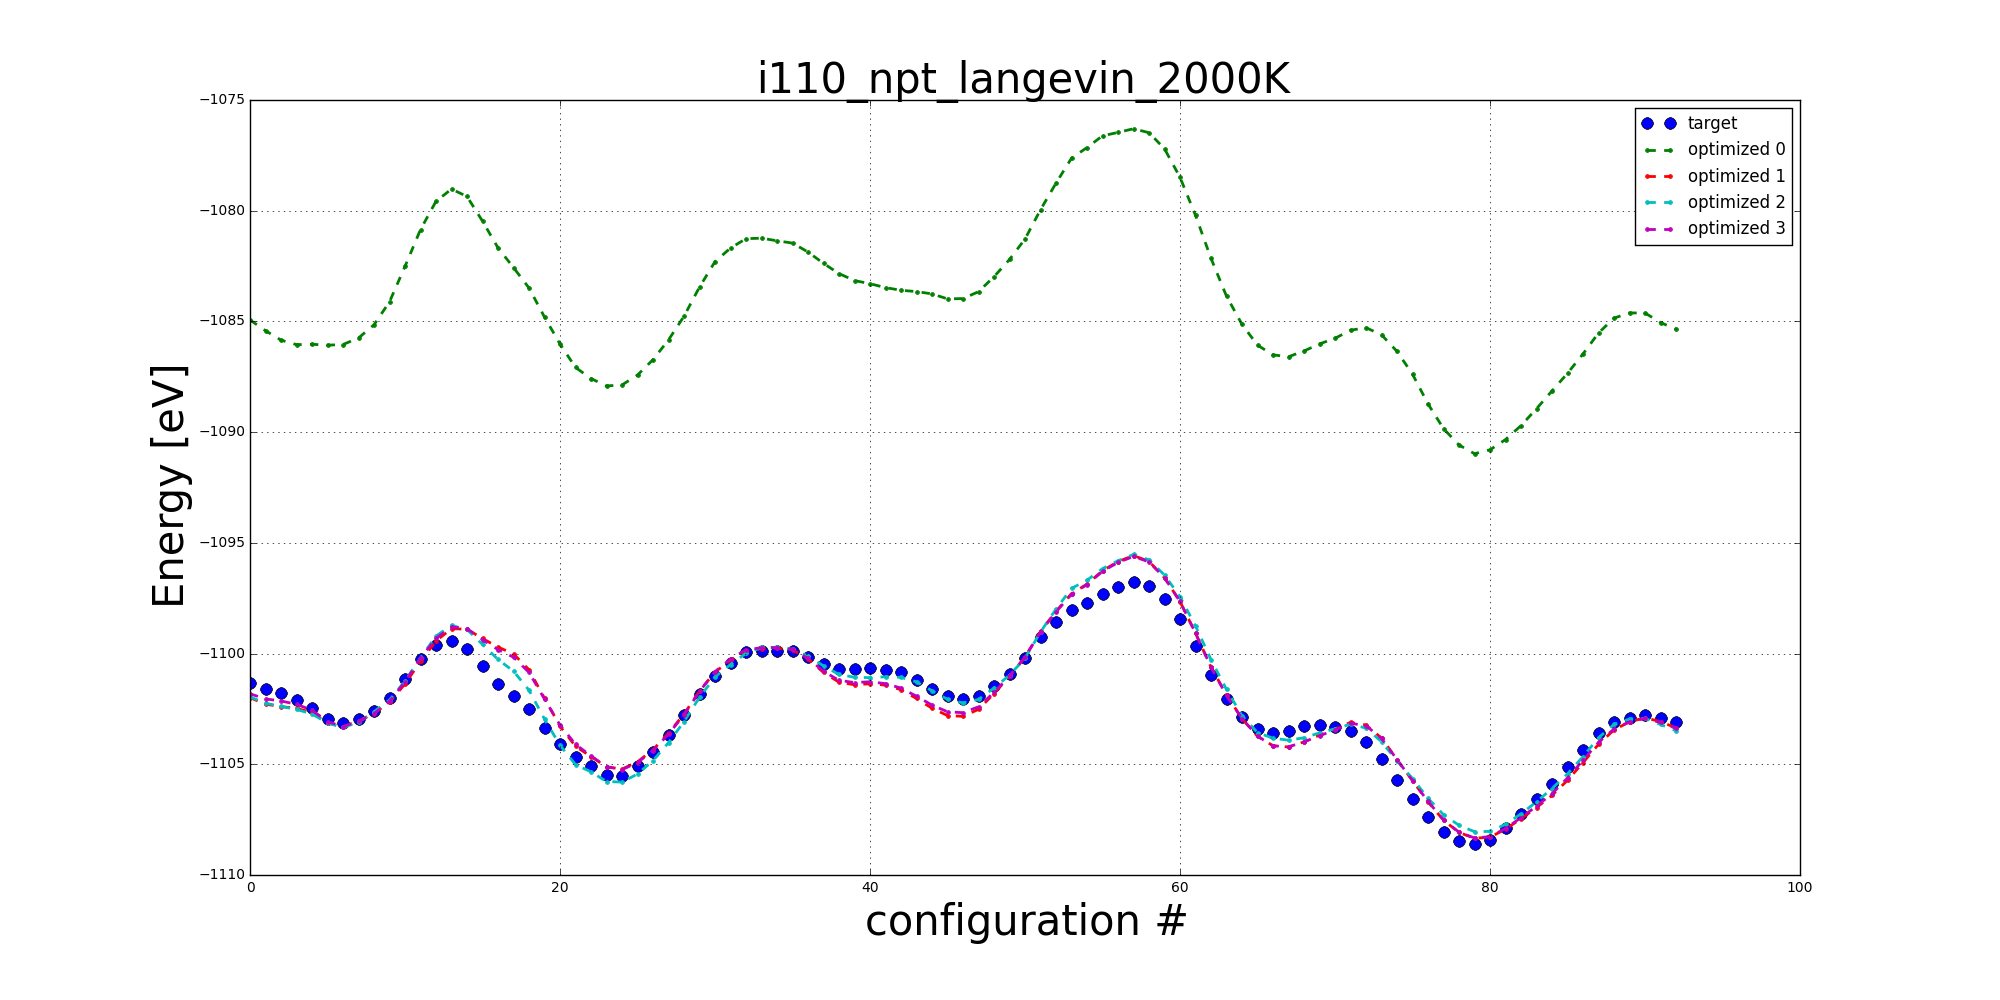 i110_npt_langevin_2000K
−1075
−1080
−1085
−1090
−1095
−1100
−1105
−1110
Energy [eV]
target
optimized 0
optimized 1
optimized 2
optimized 3
0 20 40 60 80 100
configuration #